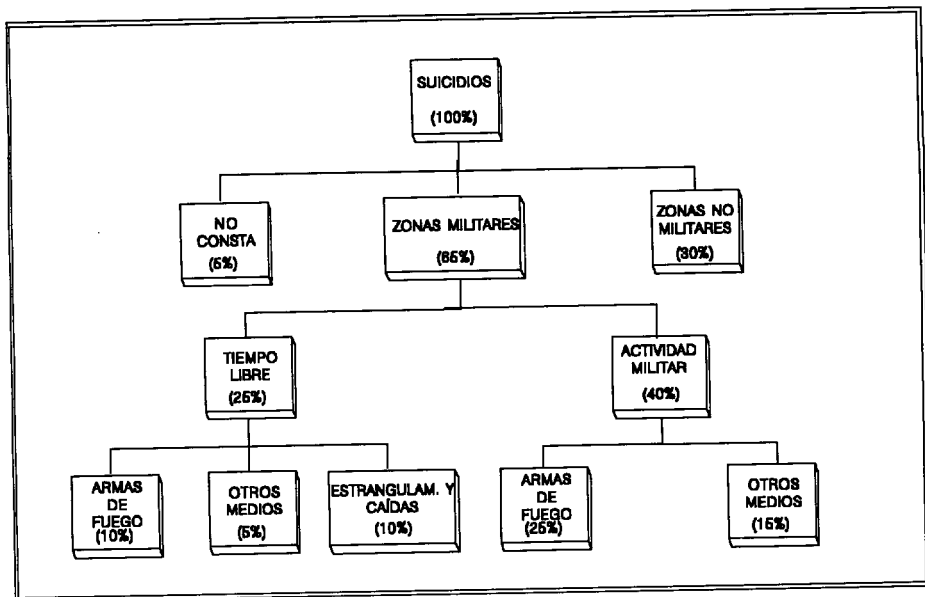 SUICIDIOS
(100%)
NO
CONSTA
(5%)
ZONAS MILITARES
(65%)
ZONAS NO
MILITARES
(30%)
TIEMPO
LIBRE
(25%)
ACTIVIDAD
MILITAR
(40%)
ARMAS
DE
FUEGO
(10%)
OTROS
MEDIOS
(5%)
ESTRANGULAM. Y
CAÍDAS
(10%)
ARMAS
DE
FUEGO
(25%)
OTROS
MEDIOS
(15%)